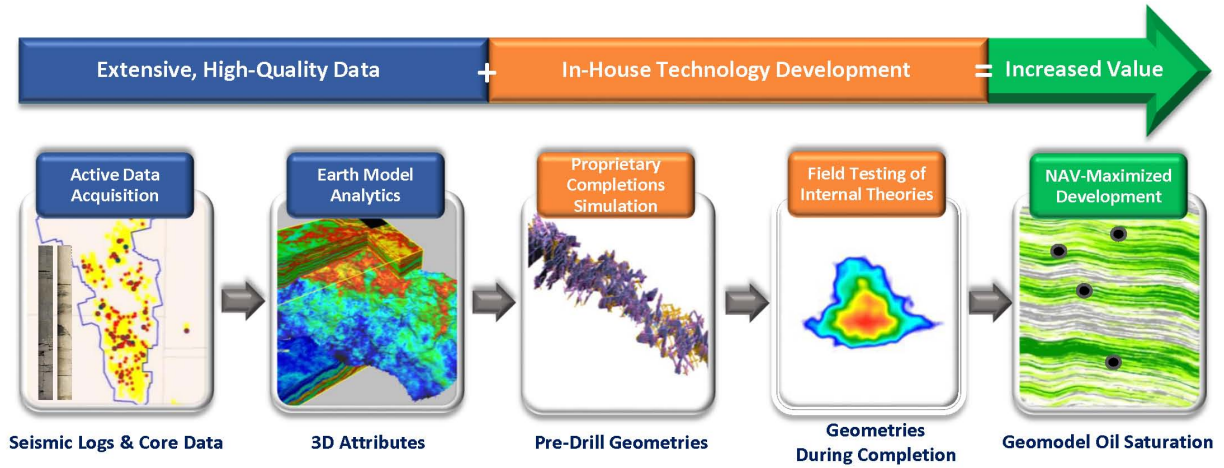 Extensive, High-Quality Data + In-House Technology Development = Increased Value
Active Data
Acquisition
Earth Model
Analytics
Proprietary
Completions
Simulation
Field Testing of
Internal Theories
NAV-Maximized
Development
Seismic Logs & Core Data
3D Attributes
Pre-Drill Geometries
Geometries
During Completion
Geomodel Oil Saturation